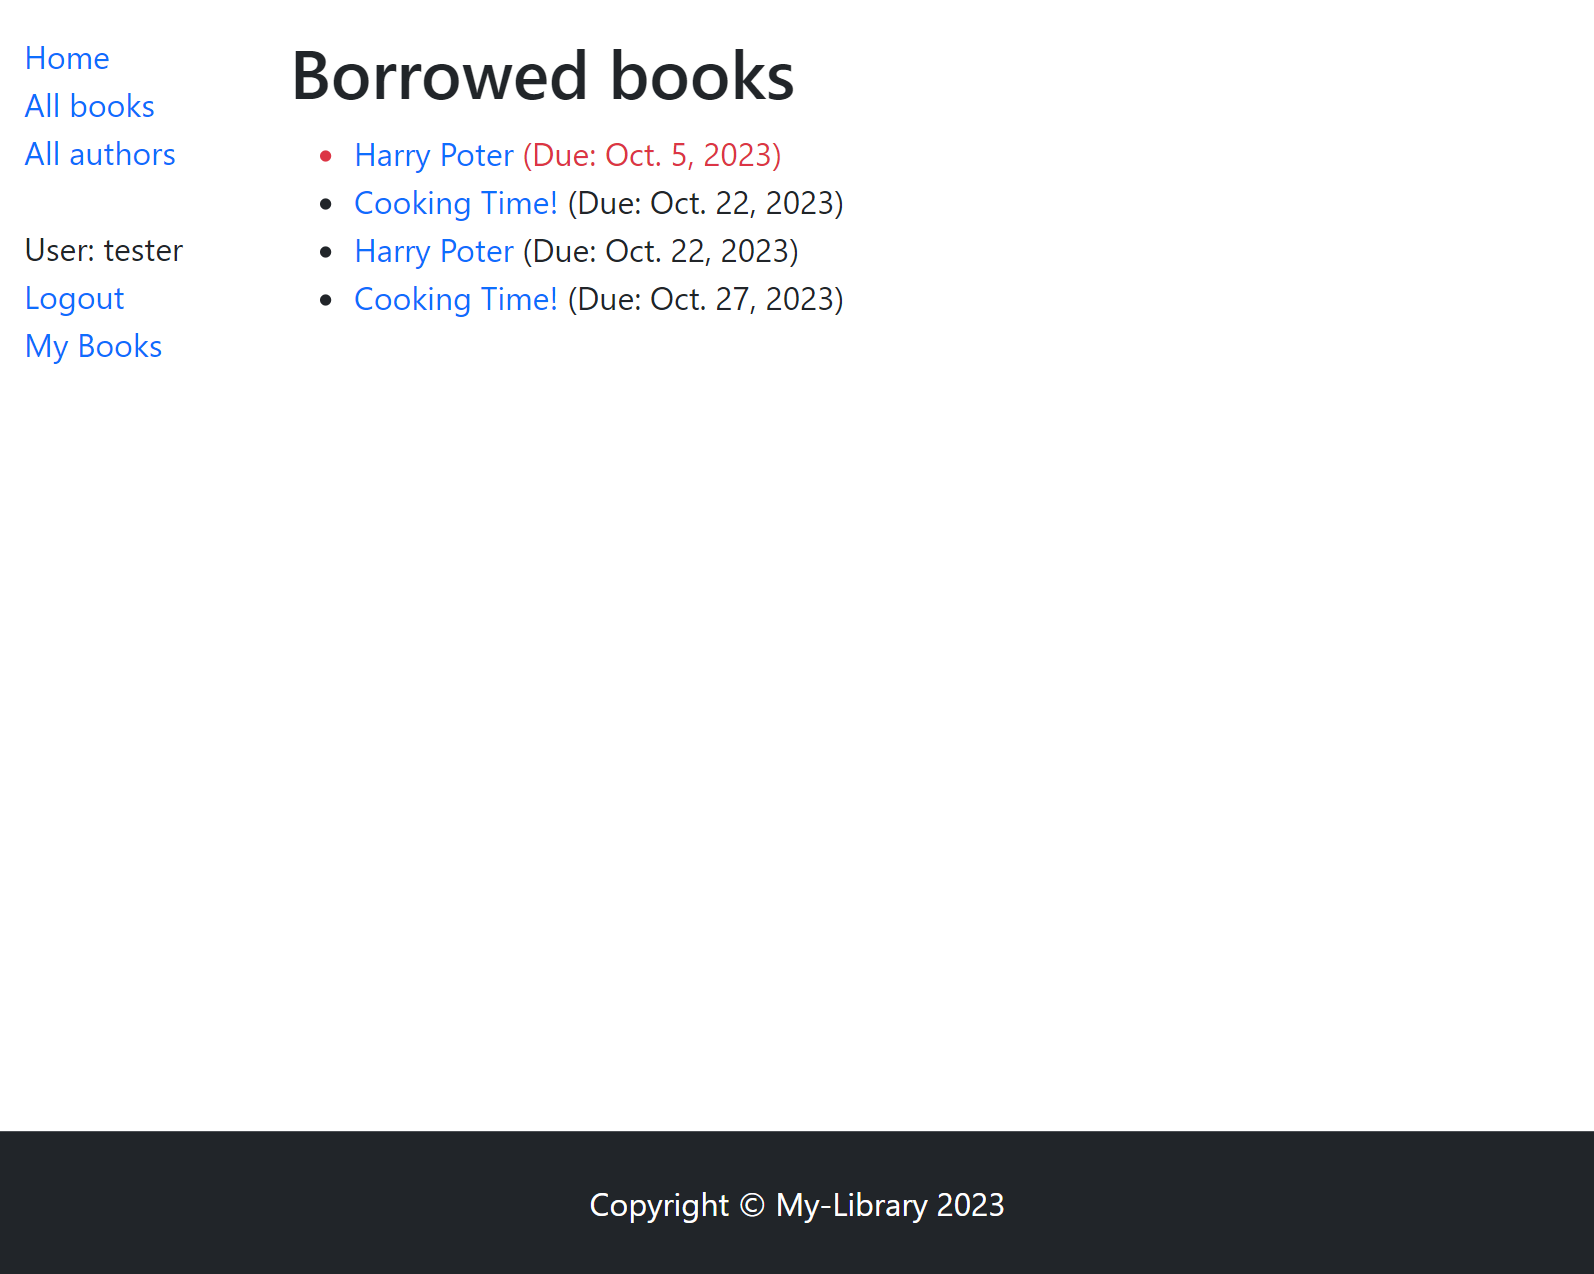 Home
All books
All authors
User: tester
Logout
My Books
Borrowed books
Harry Poter (Due: Oct. 5, 2023)
Cooking Time! (Due: Oct. 22, 2023)
Harry Poter (Due: Oct. 22, 2023)
Cooking Time! (Due: Oct. 27, 2023)
Copyright © My-Library 2023